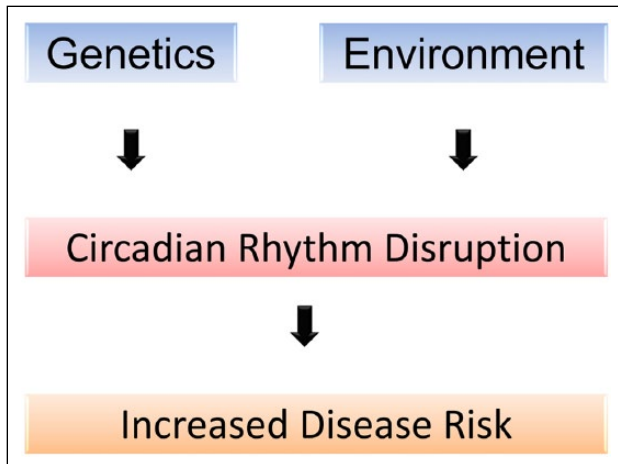 Genetics Environment
Circadian Rhythm Disruption
Increased Disease Risk